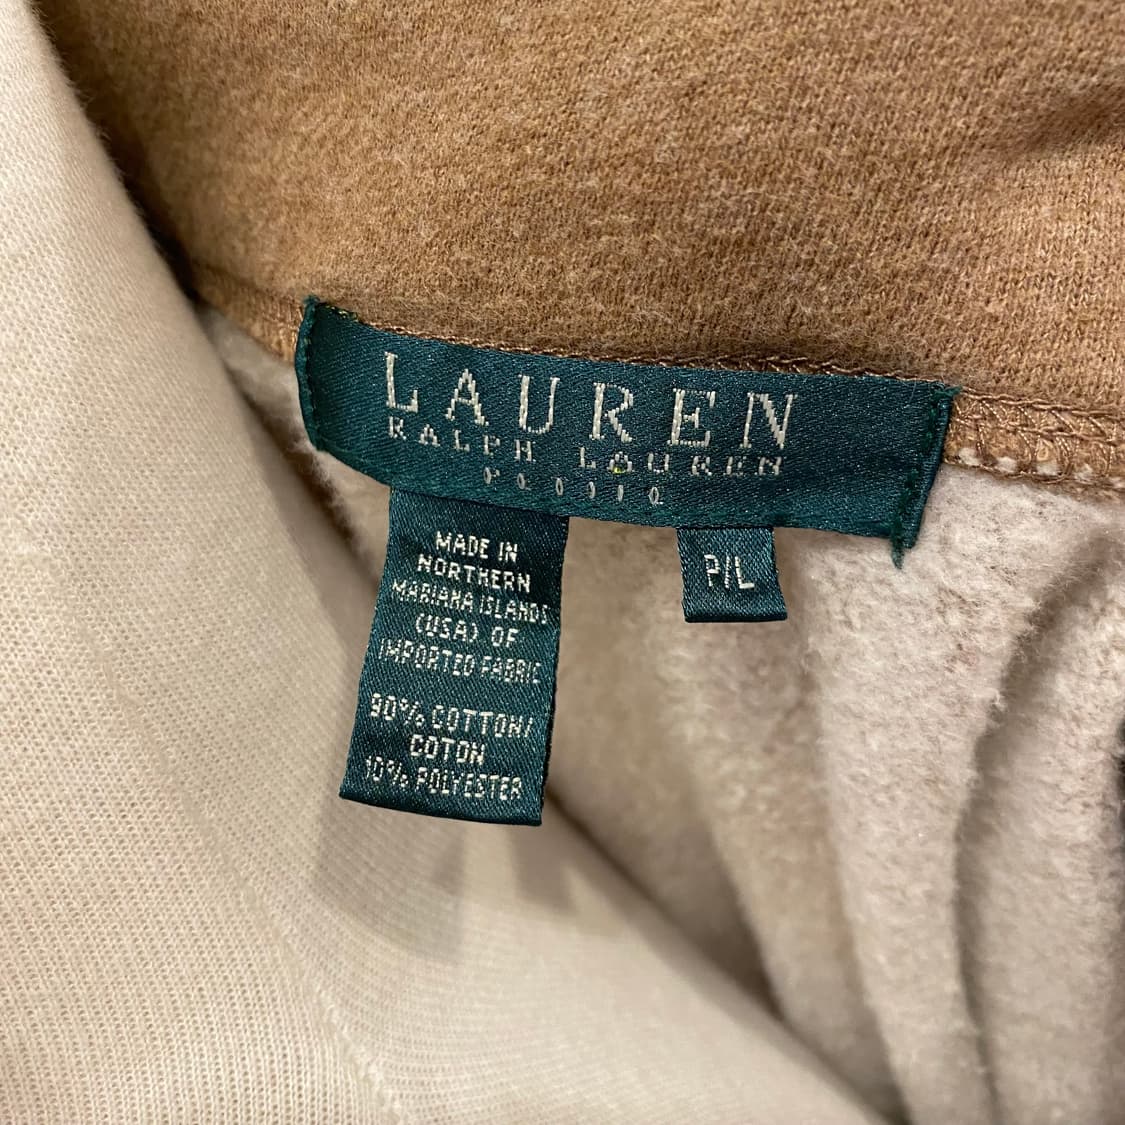 LAUREN
RALPH LAUREN
P/L
MADE IN
NORTHERN
MARIANA ISLANDS
(USA) OF
IMPORTED FABRIC
90% COTTON/
COTON
10% POLYESTER